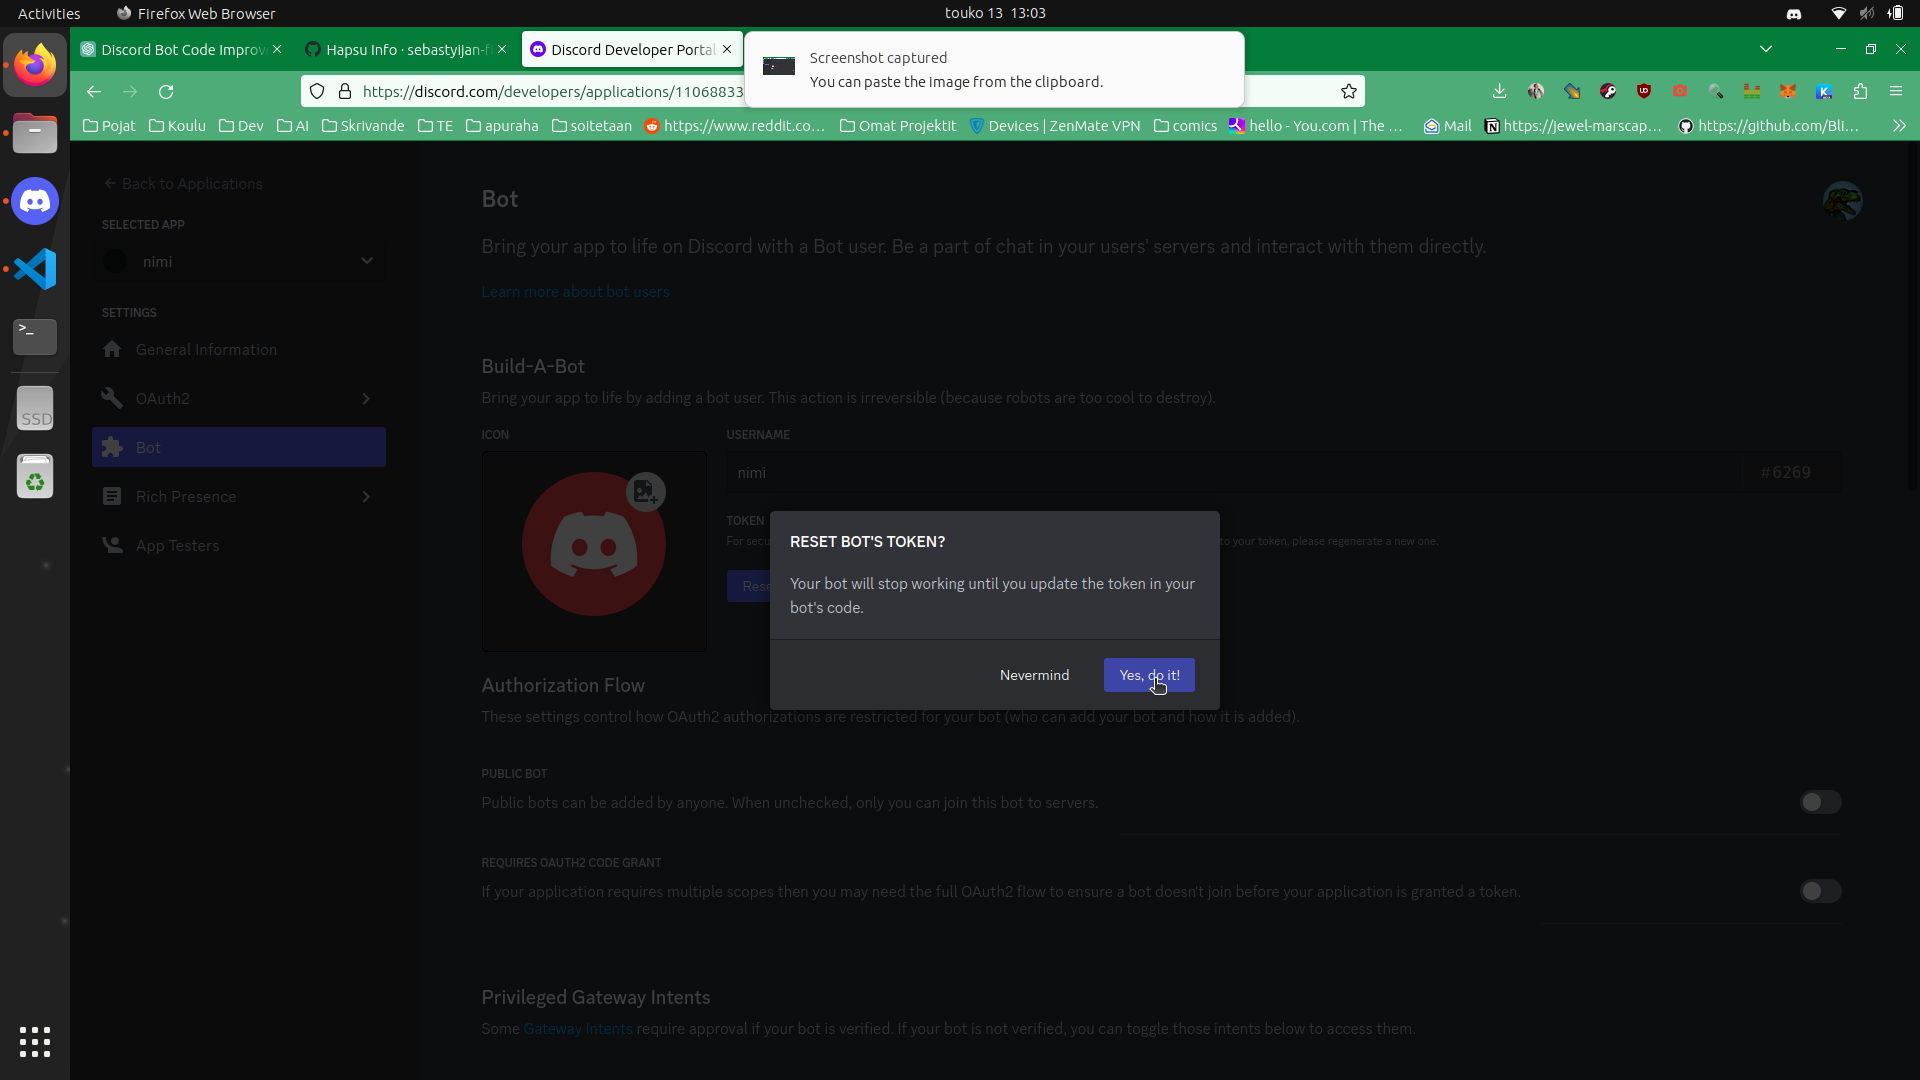 Activities
Firefox Web Browser
touko 13 13:03
Discord Bot Code Improv
Hapsu Info · sebastyijan-f
Discord Developer Portal
Screenshot captured
You can paste the image from the clipboard.
https://discord.com/developers/applications/11068833
Pojat
Koulu
Dev
AI
Skrivande
TE
apuraha
soitetaan
https://www.reddit.co...
Omat Projektit
Devices | ZenMate VPN
comics
hello - You.com | The ...
Mail
https://jewel-marscap...
https://github.com/Bli...
Back to Applications
SELECTED APP
nimi
SETTINGS
General Information
OAuth2
Bot
Rich Presence
App Testers
SSD
Bot
Bring your app to life on Discord with a Bot user. Be a part of chat in your users' servers and interact with them directly.
Learn more about bot users
Build-A-Bot
Bring your app to life by adding a bot user. This action is irreversible (because robots are too cool to destroy).
ICON
USERNAME
nimi
#6269
TOKEN
For secu
to your token, please regenerate a new one.
Rese
RESET BOT'S TOKEN?
Your bot will stop working until you update the token in your
bot's code.
Nevermind
Yes, do it!
Authorization Flow
These settings control how OAuth2 authorizations are restricted for your bot (who can add your bot and how it is added).
PUBLIC BOT
Public bots can be added by anyone. When unchecked, only you can join this bot to servers.
REQUIRES OAUTH2 CODE GRANT
If your application requires multiple scopes then you may need the full OAuth2 flow to ensure a bot doesn't join before your application is granted a token.
Privileged Gateway Intents
Some Gateway Intents require approval if your bot is verified. If your bot is not verified, you can toggle those intents below to access them.